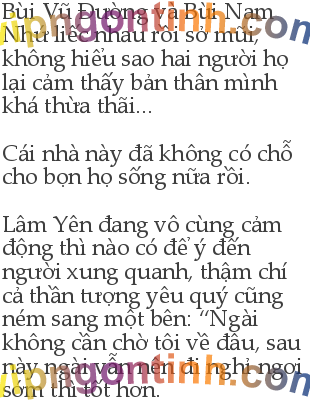 Bùi Vũ Đường và Bùi Nam
Như liếc nhau rồi sờ mũi,
không hiểu sao hai người họ
lại cảm thấy bản thân mình
khá thừa thãi...
Cái nhà này đã không có chỗ
cho bọn họ sống nữa rồi.
Lâm Yên đang vô cùng cảm
động thì nào có để ý đến
người xung quanh, thậm chí
cả thần tượng yêu quý cũng
ném sang một bên: “Ngài
không cần chờ tôi về đâu, sau
này ngài vẫn nên đi nghỉ ngơi
sớm thì tốt hơn.
vipngontinh.com